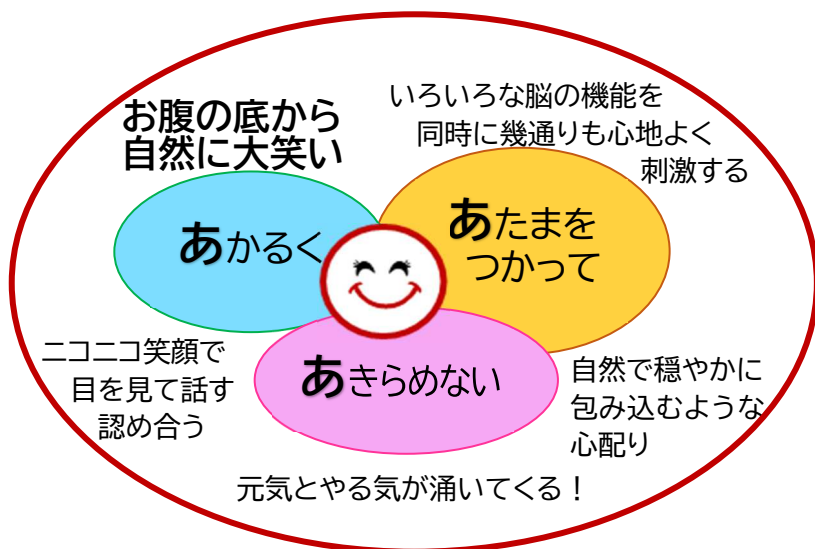 お腹の底から
自然に大笑い
いろいろな脳の機能を
同時に幾通りも心地よく
刺激する
あかるく
あたまを
つかって
あきらめない
ニコニコ笑顔で
目を見て話す
認め合う
自然で穏やかに
包み込むような
心配り
元気とやる気が涌いてくる！